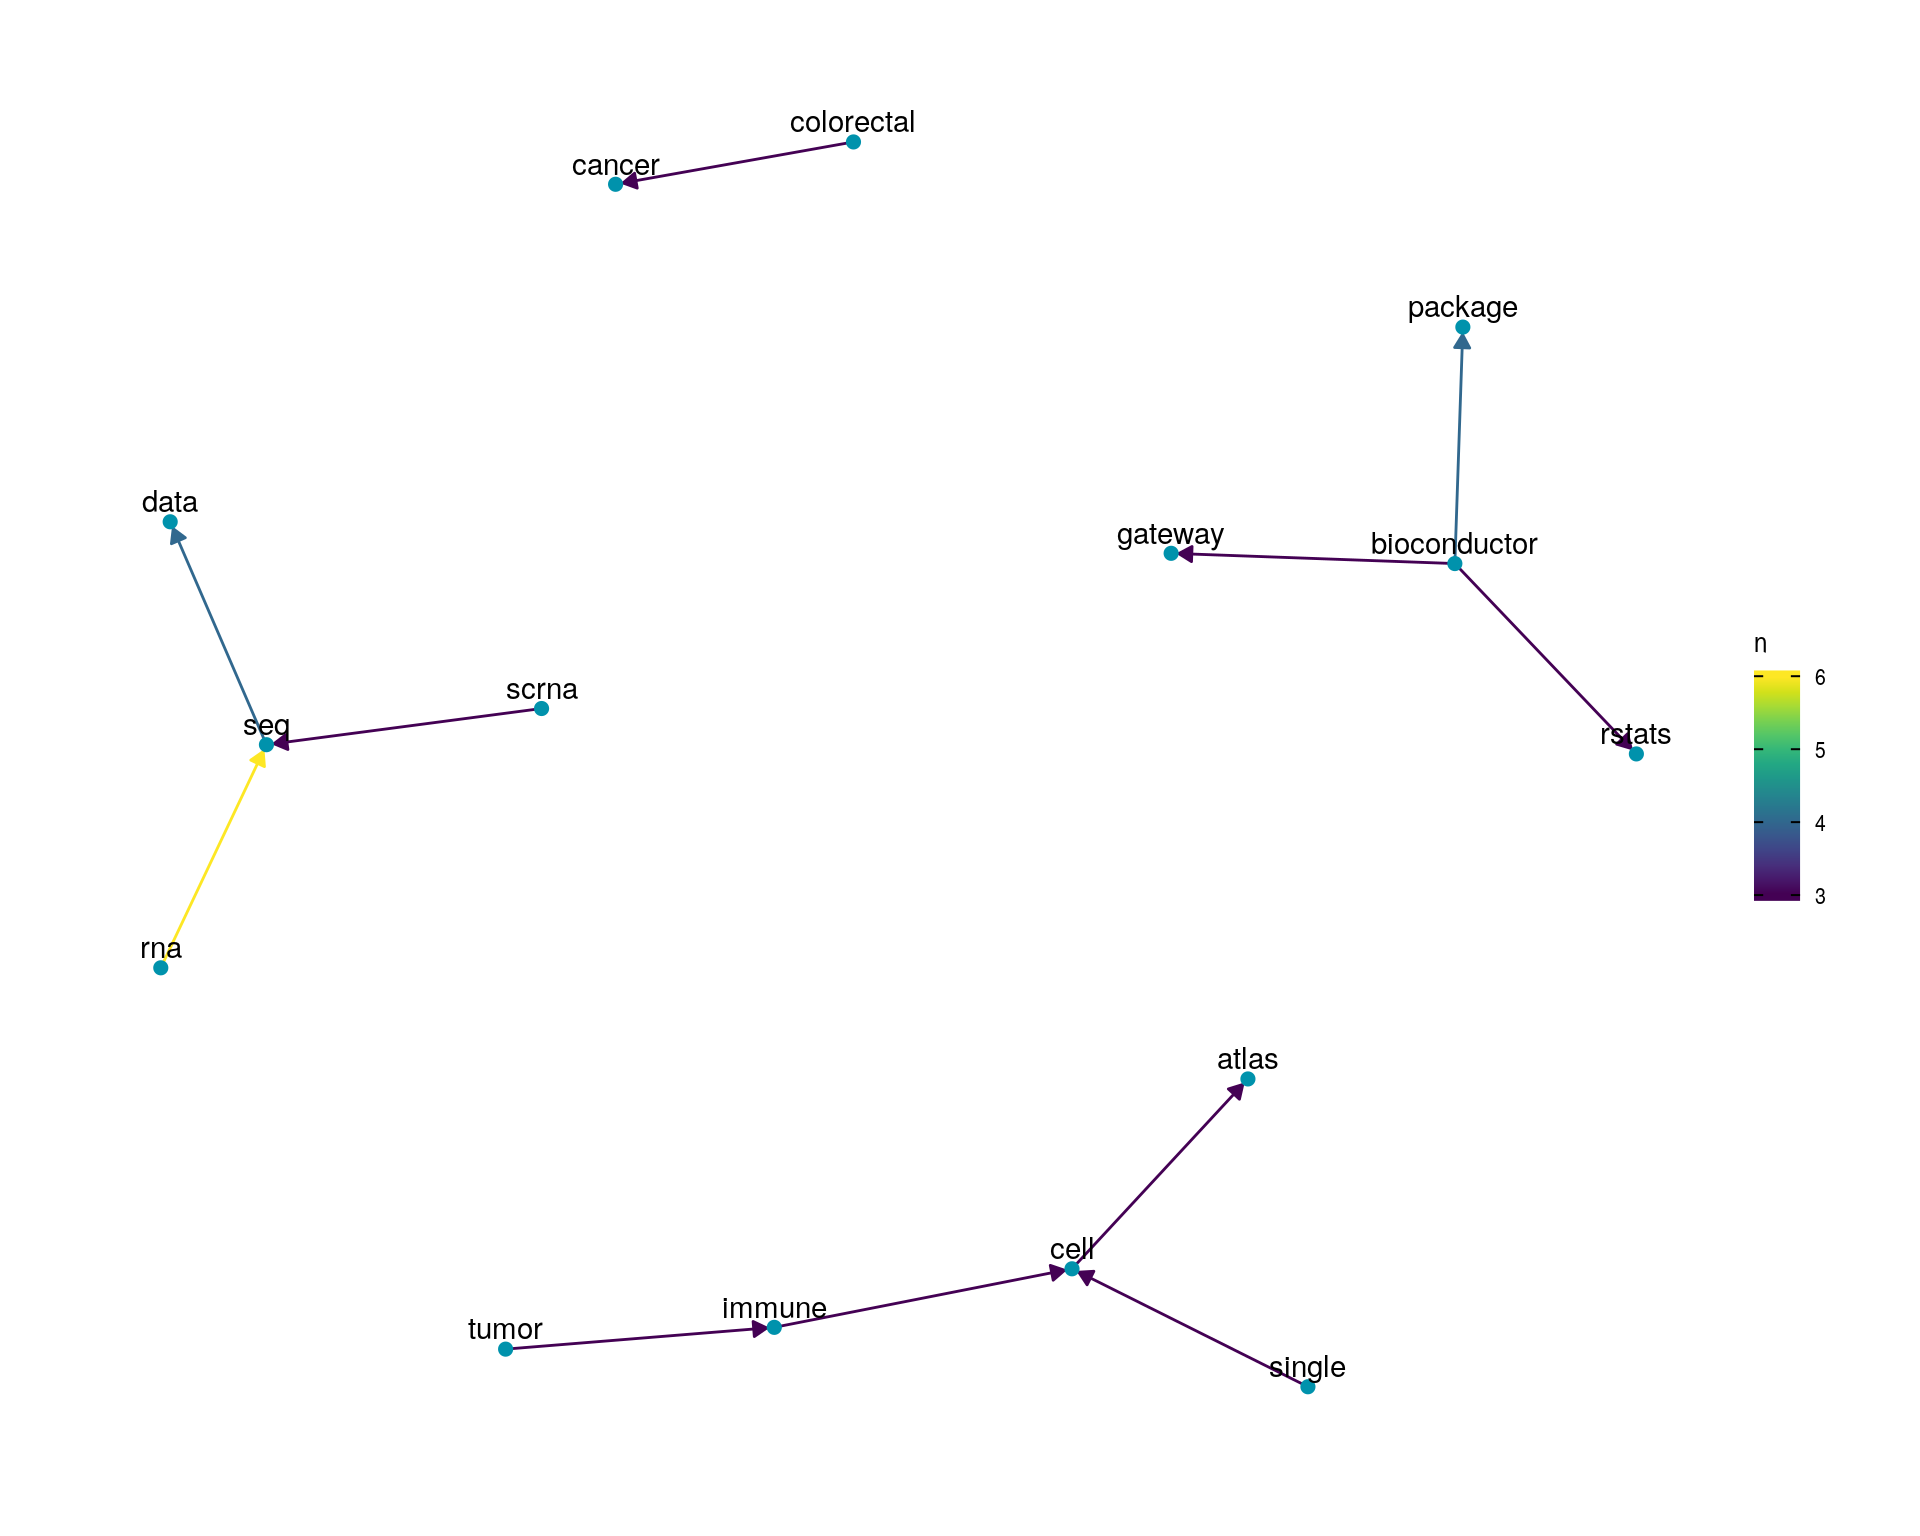 colorectal
cancer
package
data
gateway
bioconductor
n
scrna
seq
rstats
6
5
4
3
rna
atlas
cell
immune
tumor
single